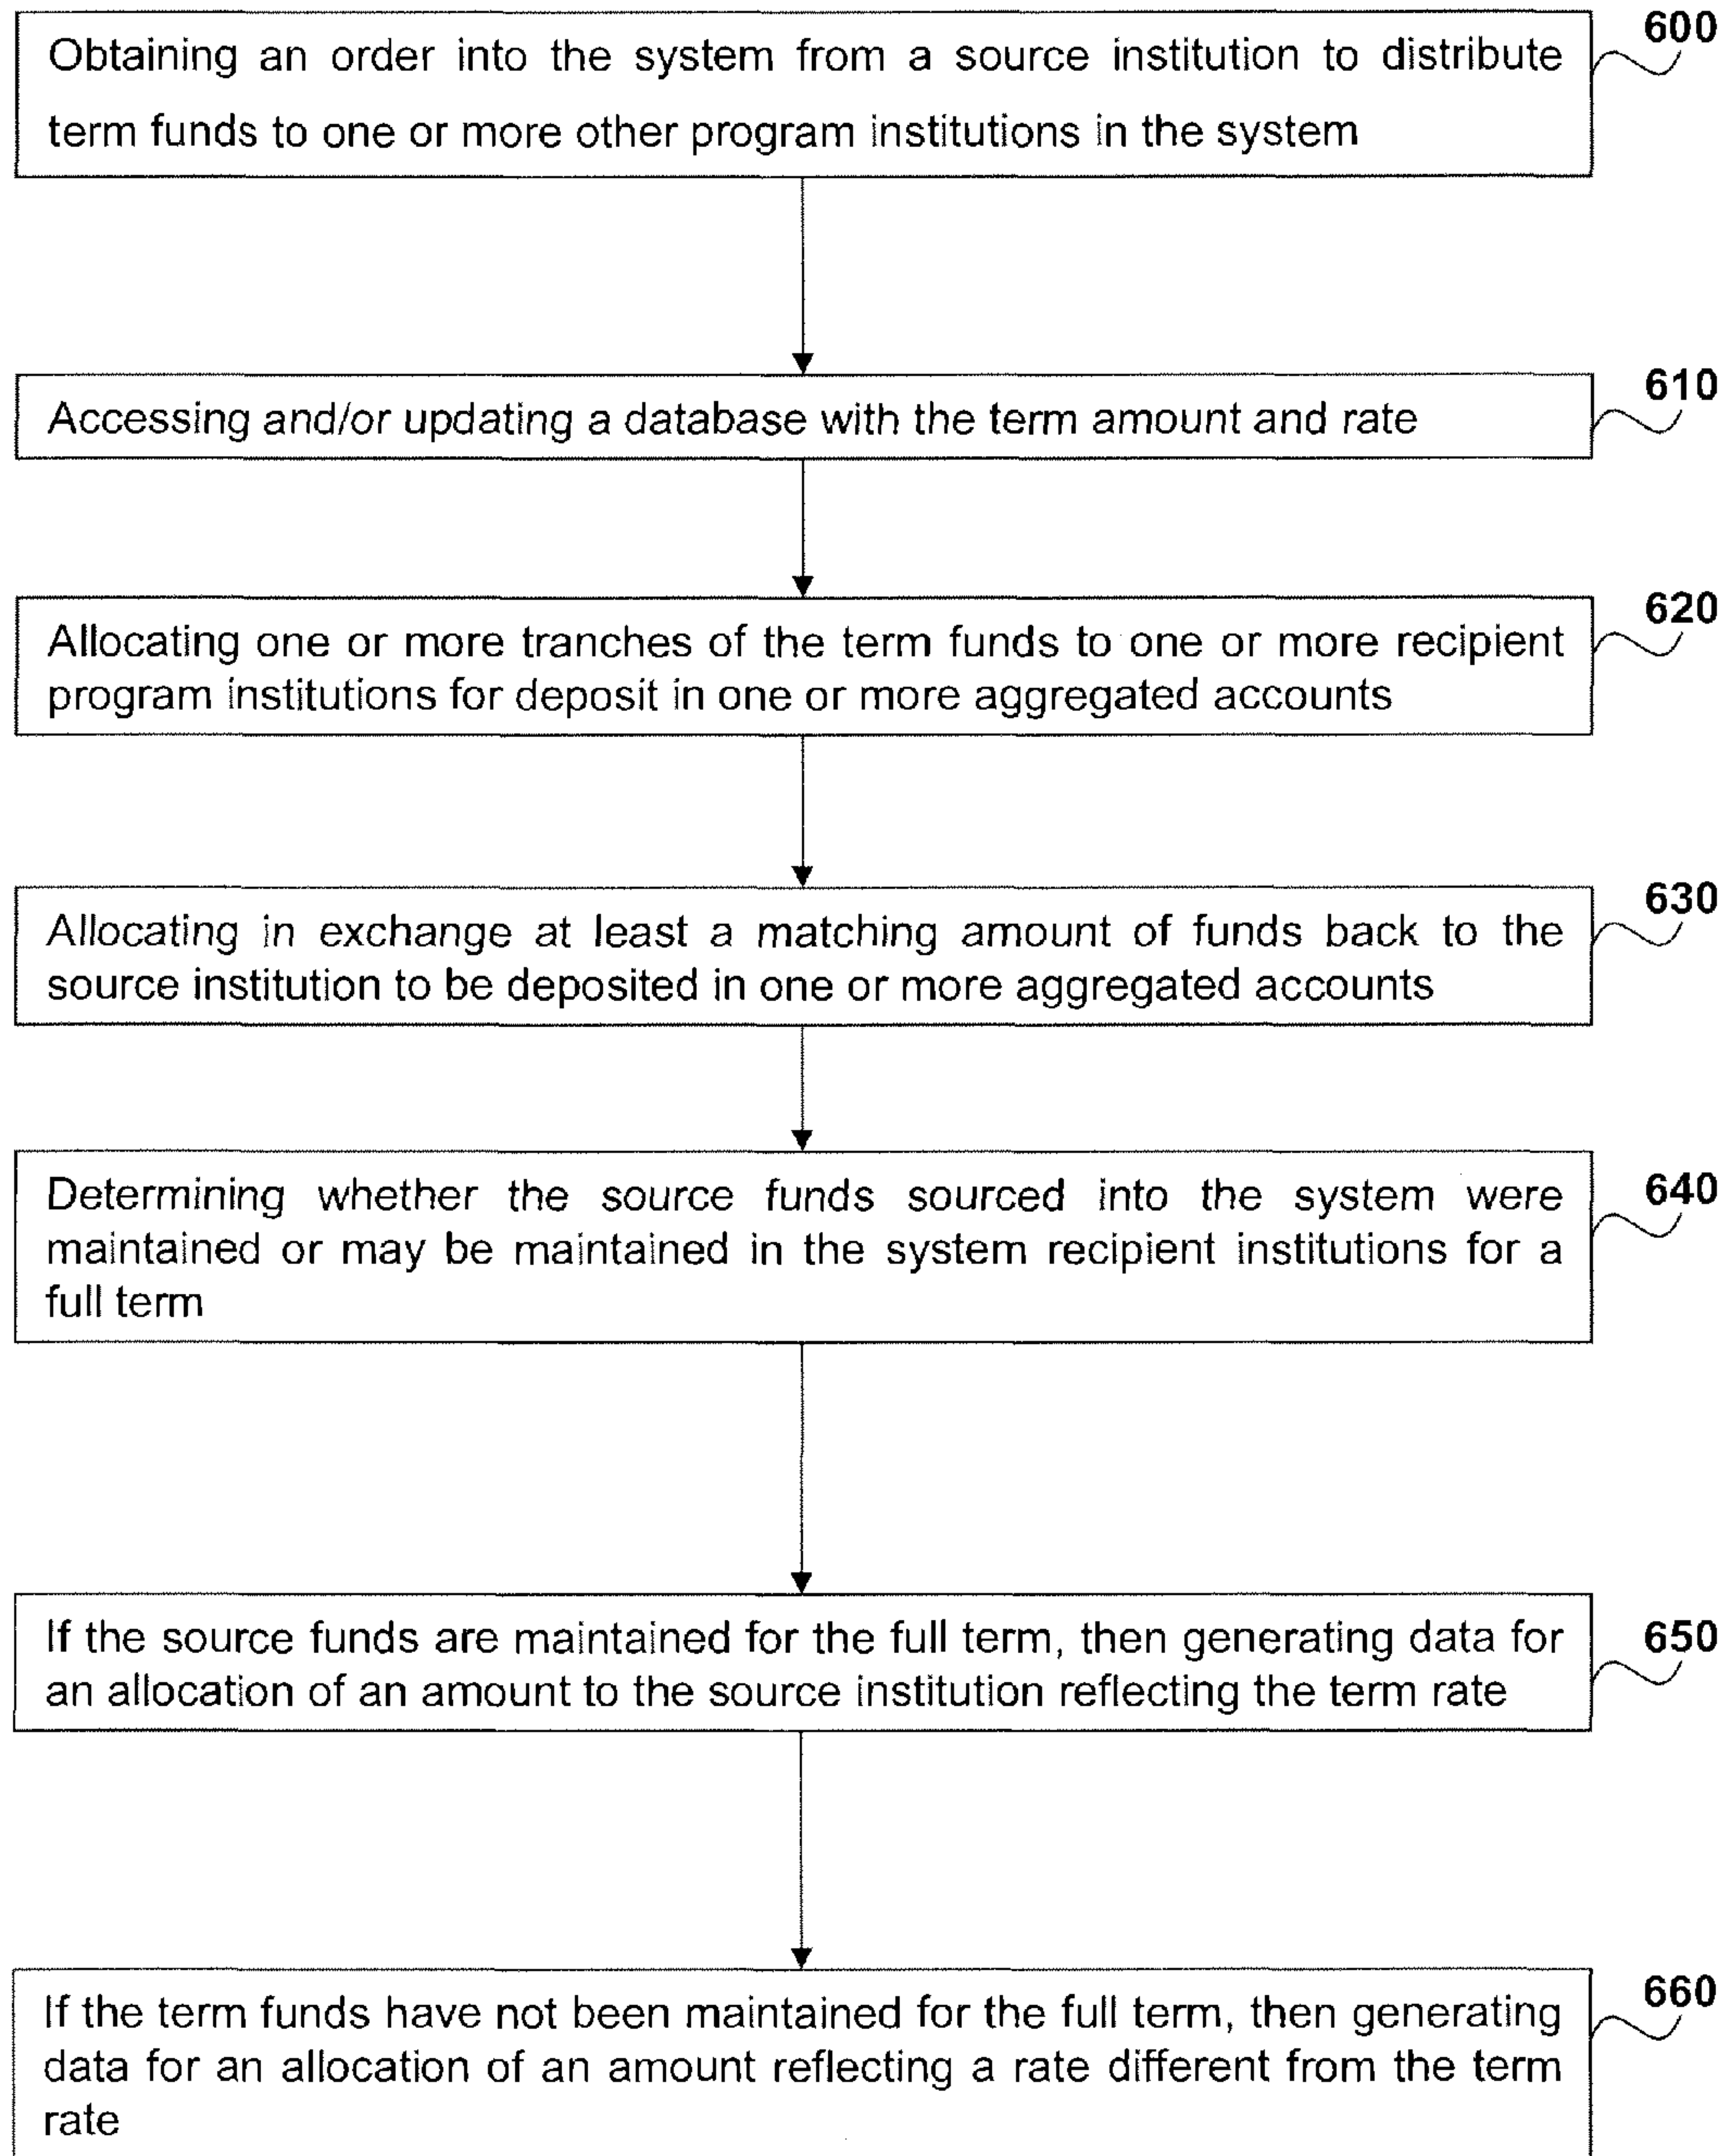 600
Obtaining an order into the system from a source institution to distribute
term funds to one or more other program institutions in the system
610
Accessing and/or updating a database with the term amount and rate
620
Allocating one or more tranches of the term funds to one or more recipient
program institutions for deposit in one or more aggregated accounts
630
Allocating in exchange at least a matching amount of funds back to the
source institution to be deposited in one or more aggregated accounts
640
Determining whether the source funds sourced into the system were
maintained or may be maintained in the system recipient institutions for a
full term
650
If the source funds are maintained for the full term, then generating data for
an allocation of an amount to the source institution reflecting the term rate
660
If the term funds have not been maintained for the full term, then generating
data for an allocation of an amount reflecting a rate different from the term
rate